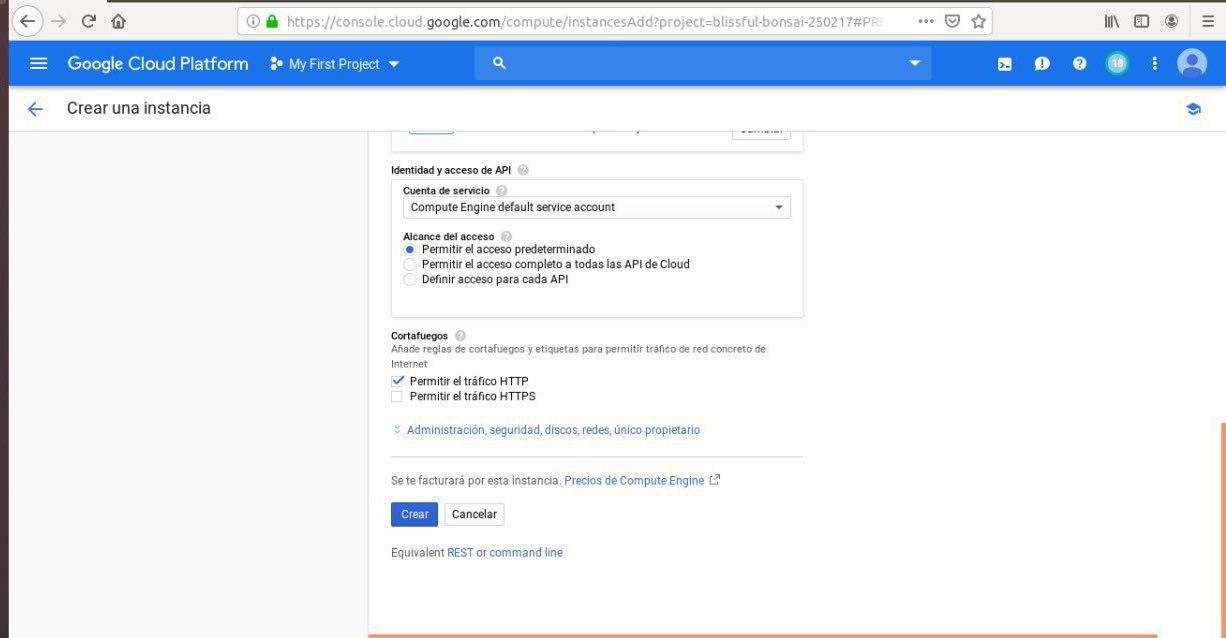 https://console.cloud.google.com/compute/instancesAdd?project=blissful-bonsai-250217#PR
Google Cloud Platform
My First Project
18
Crear una instancia
Identidad y acceso de API
Cuenta de servicio
Compute Engine default service account
Alcance del acceso
Permitir el acceso predeterminado
Permitir el acceso completo a todas las API de Cloud
Definir acceso para cada API
Cortafuegos
Añade reglas de cortafuegos y etiquetas para permitir tráfico de red concreto de
Internet
Permitir el tráfico HTTP
Permitir el tráfico HTTPS
Administración, seguridad, discos, redes, único propietario
Se te facturará por esta instancia. Precios de Compute Engine
Crear
Cancelar
Equivalent REST or command line